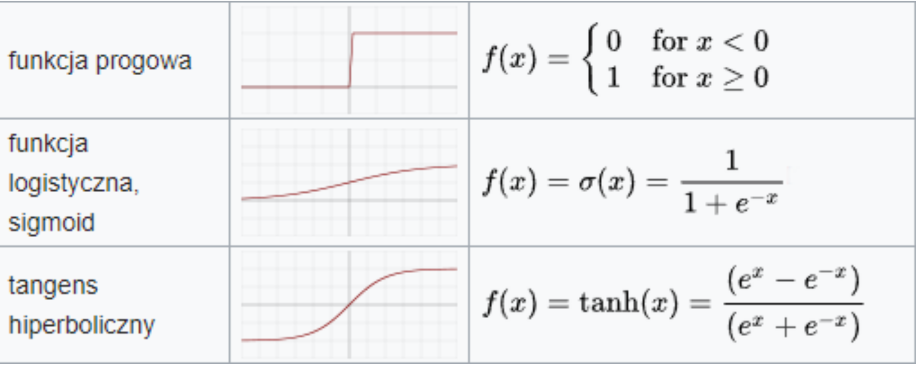 funkcja progowa
f(x) = { 0 for x < 0
1 for x ≥ 0
funkcja
logistyczna,
sigmoid
f(x) = σ(x) = 1 / (1 + e^{-x})
tangens
hiperboliczny
f(x) = tanh(x) = (e^x − e^{-x}) / (e^x + e^{-x})